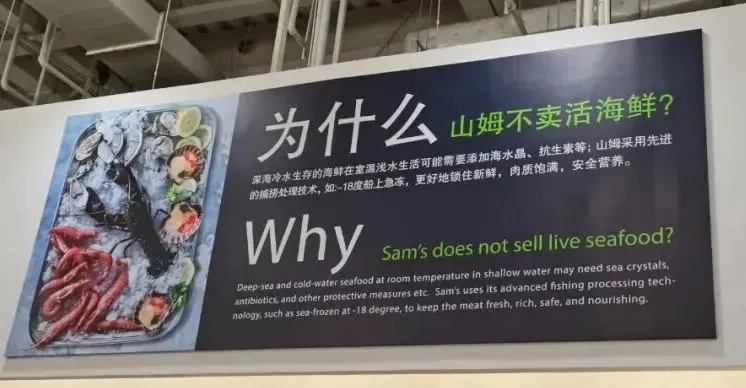 为什么 山姆不卖活海鲜?
深海冷水生存的海鲜在室温浅水生活可能需要添加海水晶、抗生素等; 山姆采用先进
的捕捞处理技术, 如:-18度船上急冻, 更好地锁住新鲜, 肉质饱满, 安全营养。
Why Sam's does not sell live seafood?
Deep-sea and cold-water seafood at room temperature in shallow water may need sea crystals,
antibiotics, and other protective measures etc. Sam's uses its advanced fishing processing tech-
nology, such as sea-frozen at -18 degree, to keep the meat fresh, rich, safe, and nourishing.